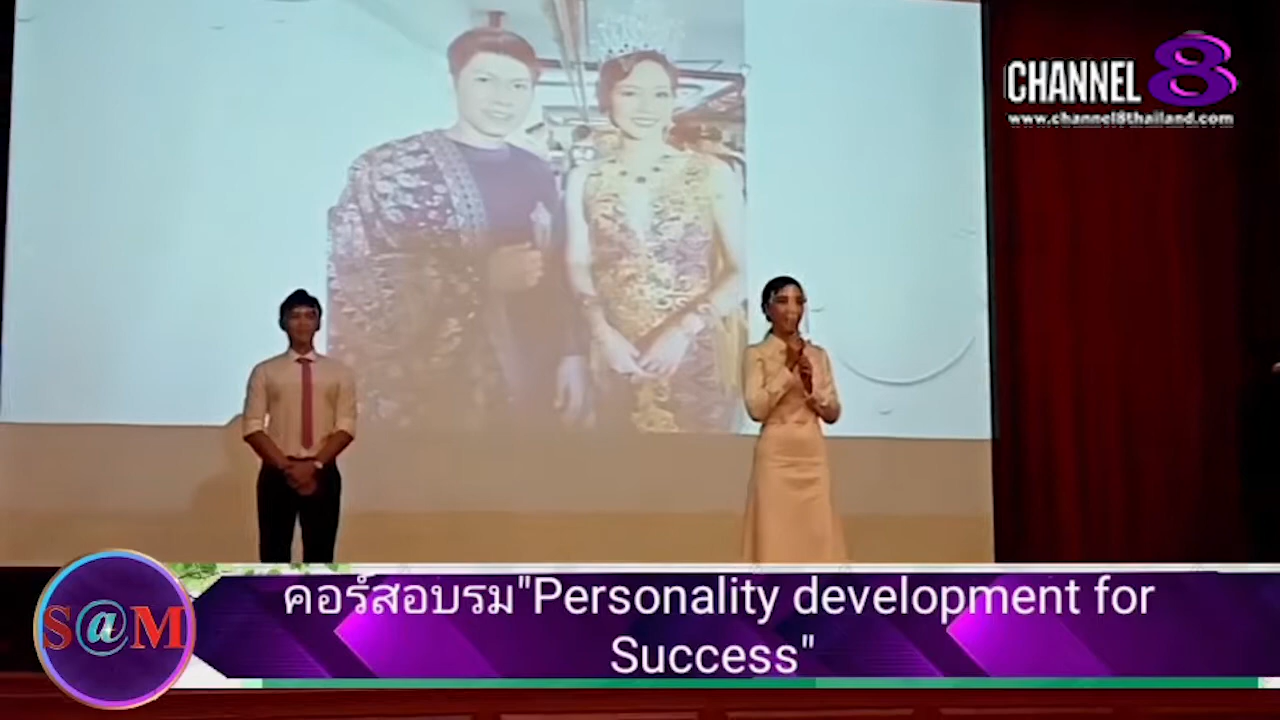 CHANNEL 8
www.channel8thailand.com
S@M
คอร์สอบรม"Personality development for
Success"